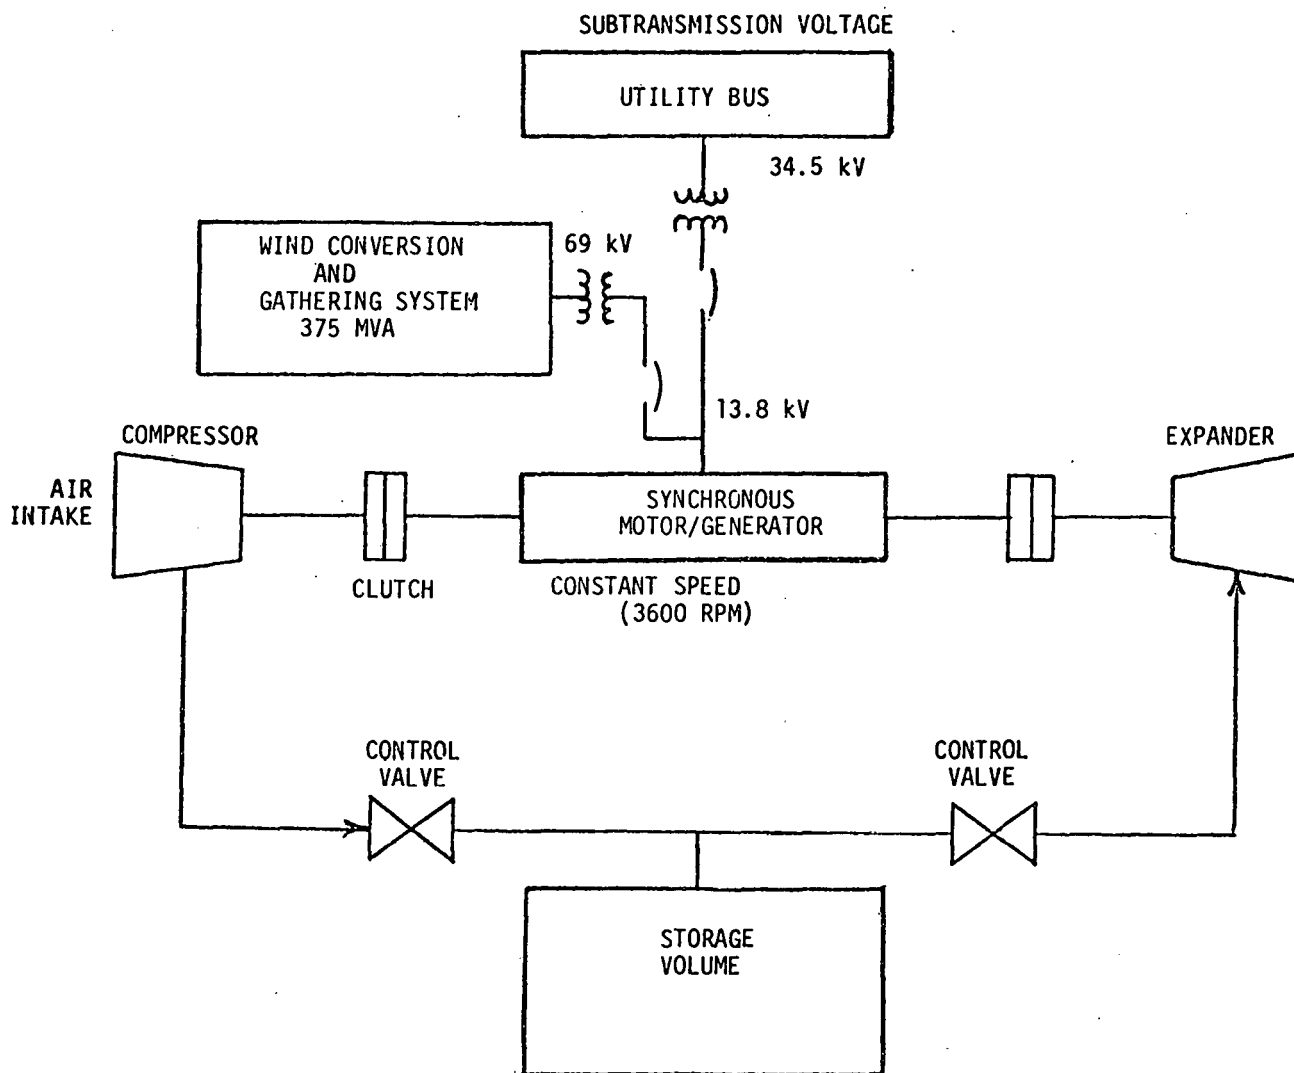 SUBTRANSMISSION VOLTAGE
UTILITY BUS
34.5 kV
WIND CONVERSION
AND
GATHERING SYSTEM
375 MVA
69 kV
13.8 kV
COMPRESSOR
EXPANDER
AIR
INTAKE
SYNCHRONOUS
MOTOR/GENERATOR
CLUTCH
CONSTANT SPEED
(3600 RPM)
CONTROL
VALVE
CONTROL
VALVE
STORAGE
VOLUME